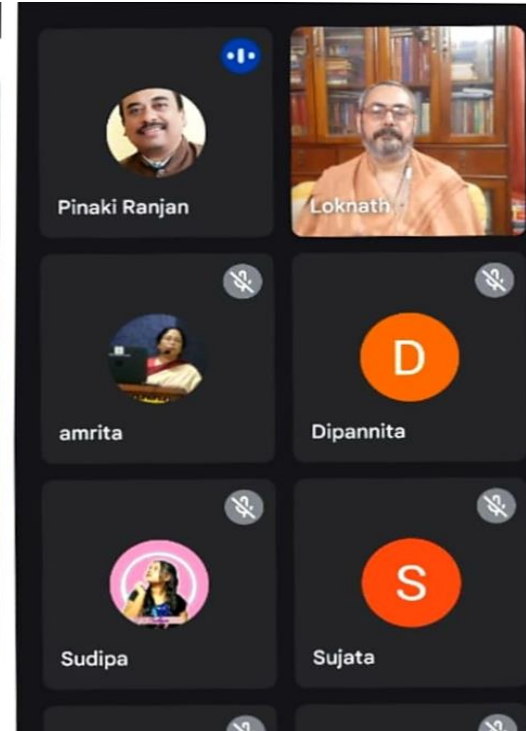 Pinaki Ranjan
Loknath
amrita
D
Dipannita
Sudipa
S
Sujata